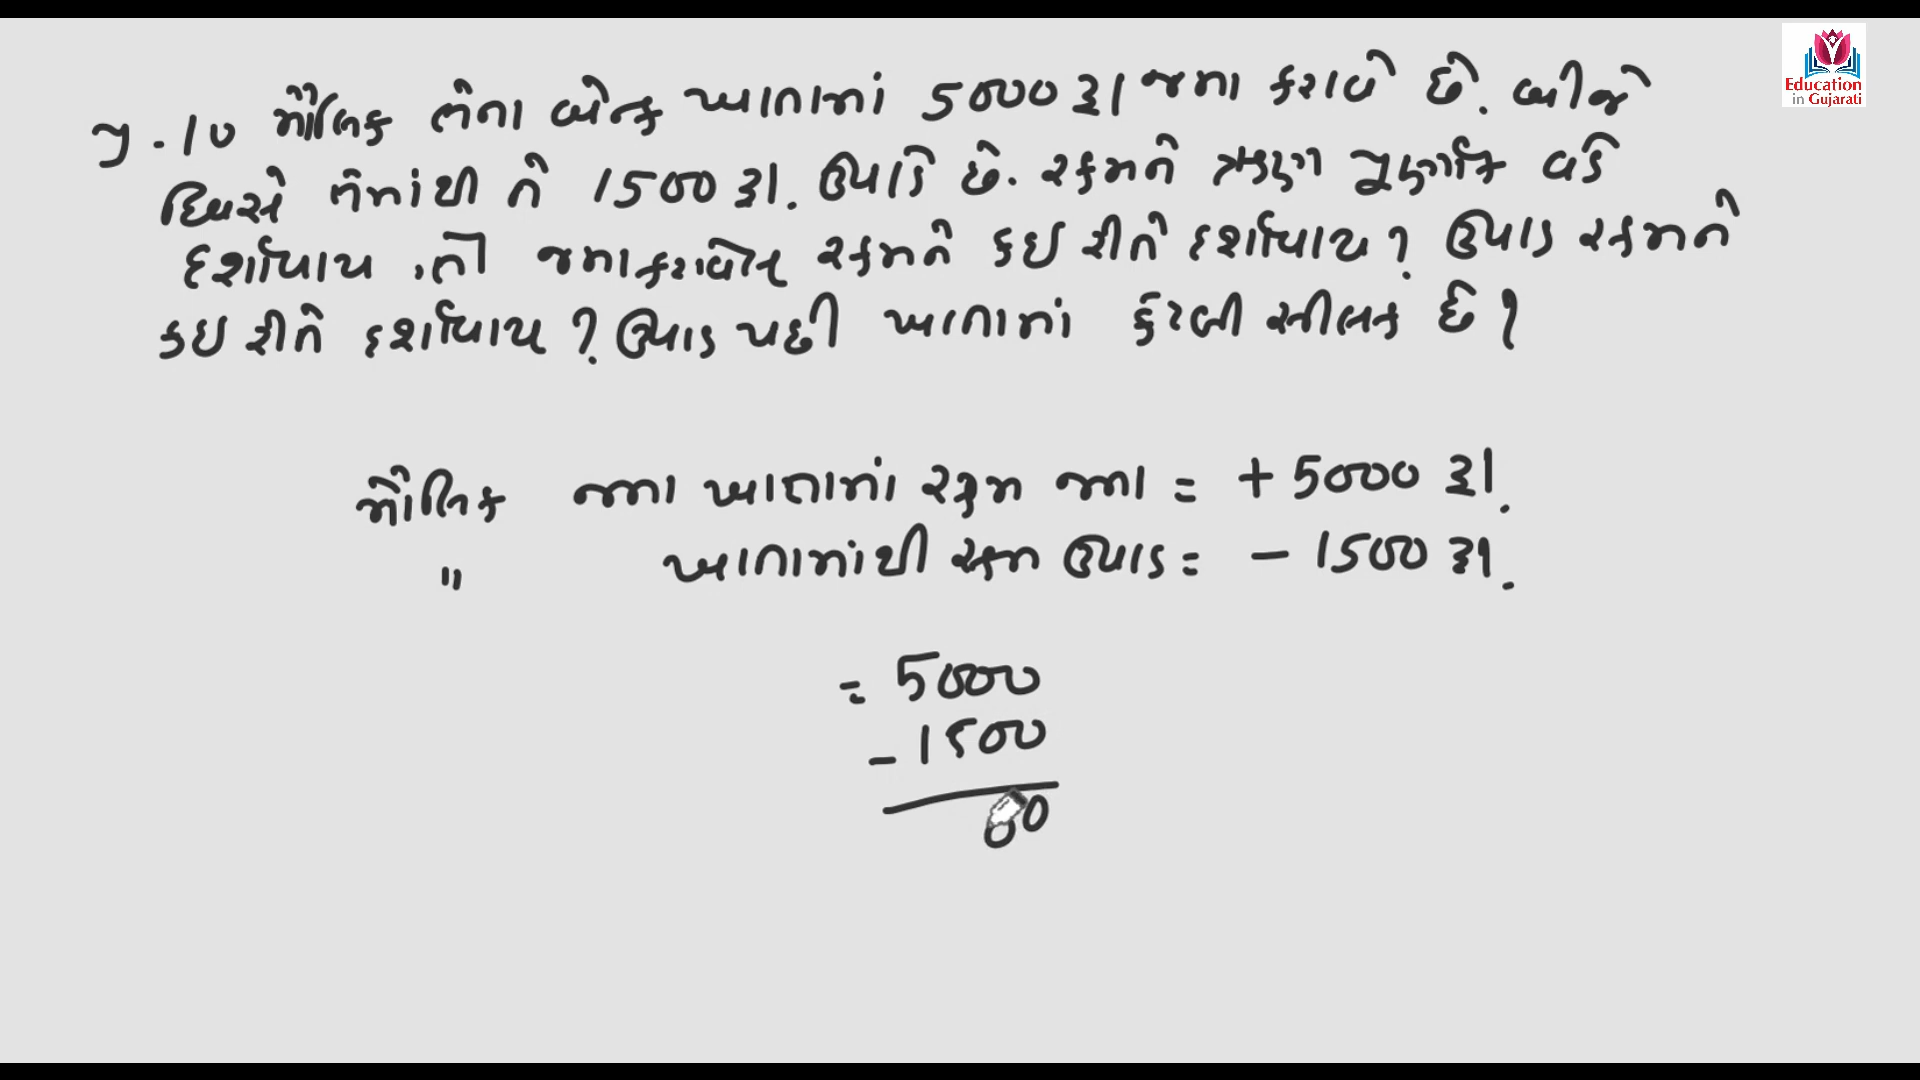 Education
in Gujarati
પ્ર.10 મૌલિક તેના બેન્ક ખાતામાં 5000 રૂા જમા કરાવે છે. બીજે
દિવસે તેમાંથી તે 1500 રૂા. ઉપાડે છે. રકમને ઋણ પૂર્ણાંક વડે
દર્શાવાય, તો જમા કરાવેલ રકમને કઇ રીતે દર્શાવાય? ઉપાડ રકમને
કઇ રીતે દર્શાવાય? ઉપાડ પછી ખાતામાં કેટલી સીલક છે?
મૌલિક જમા ખાતામાં રકમ જમા = + 5000 રૂા.
" ખાતામાંથી રકમ ઉપાડ = - 1500 રૂા.
= 5000
- 1500
00